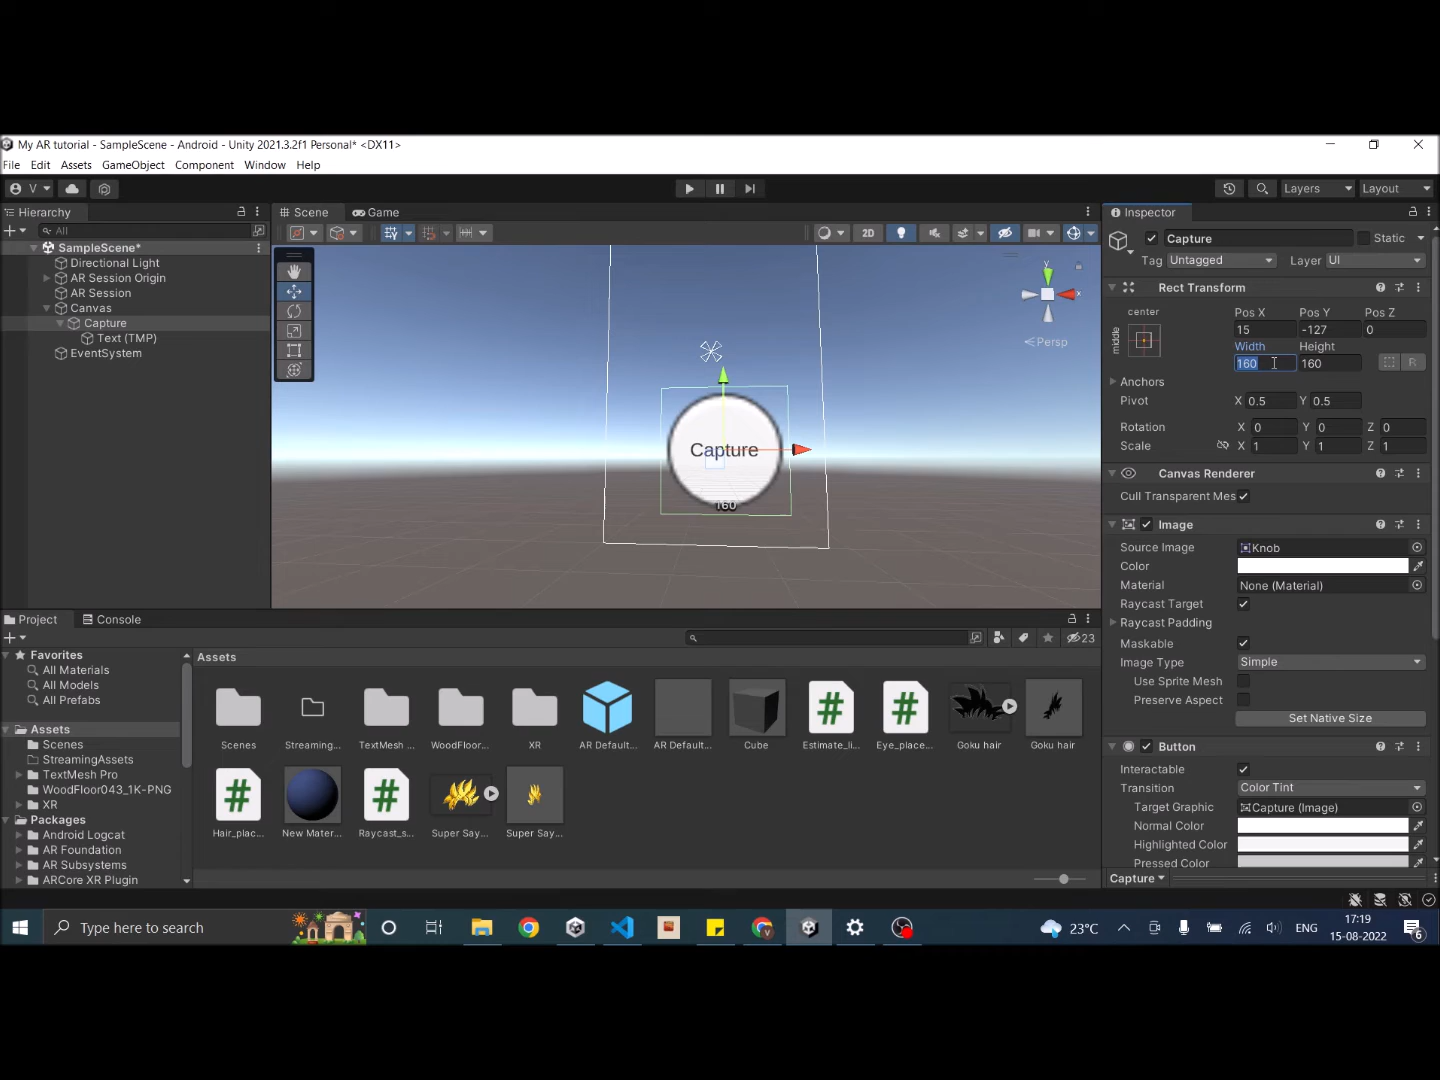 My AR tutorial - SampleScene - Android - Unity 2021.3.2f1 Personal* <DX11>
File Edit Assets GameObject Component Window Help
V Layers Layout
Hierarchy
All
SampleScene*
Directional Light
AR Session Origin
AR Session
Canvas
Capture
Text (TMP)
EventSystem
Scene Game
2D
y
x
Persp
Capture
160
Inspector
Capture Static
Tag Untagged Layer UI
Rect Transform
center Pos X Pos Y Pos Z
middle 15 -127 0
Width Height
160 160 R
Anchors
Pivot X 0.5 Y 0.5
Rotation X 0 Y 0 Z 0
Scale X 1 Y 1 Z 1
Canvas Renderer
Cull Transparent Mes
Image
Source Image Knob
Color
Material None (Material)
Raycast Target
Raycast Padding
Maskable
Image Type Simple
Use Sprite Mesh
Preserve Aspect
Set Native Size
Button
Interactable
Transition Color Tint
Target Graphic Capture (Image)
Normal Color
Highlighted Color
Pressed Color
Capture
Project Console
23
Favorites
All Materials
All Models
All Prefabs
Assets
Scenes
StreamingAssets
TextMesh Pro
WoodFloor043_1K-PNG
XR
Packages
Android Logcat
AR Foundation
AR Subsystems
ARCore XR Plugin
Assets
Scenes Streaming... TextMesh ... WoodFloor... XR AR Default... AR Default... Cube Estimate_li... Eye_place... Goku hair Goku hair
Hair_plac... New Mater... Raycast_s... Super Say... Super Say...
Type here to search
23°C ENG 17:19
15-08-2022
6